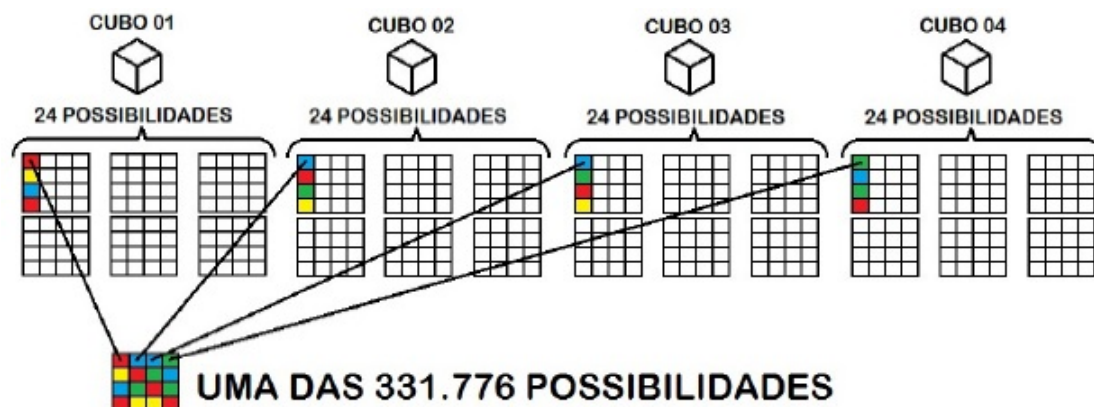 CUBO 01 CUBO 02 CUBO 03 CUBO 04
24 POSSIBILIDADES 24 POSSIBILIDADES 24 POSSIBILIDADES 24 POSSIBILIDADES
UMA DAS 331.776 POSSIBILIDADES